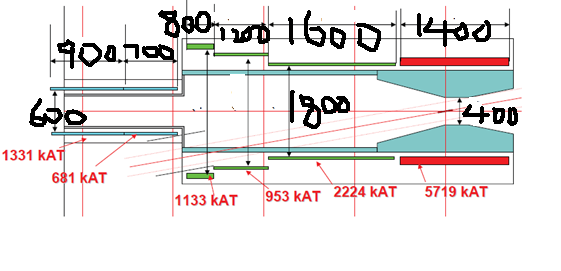 800 1200 1600 1400
900 700
600 1800 400
1331 kAT
681 kAT
1133 kAT 953 kAT 2224 kAT 5719 kAT